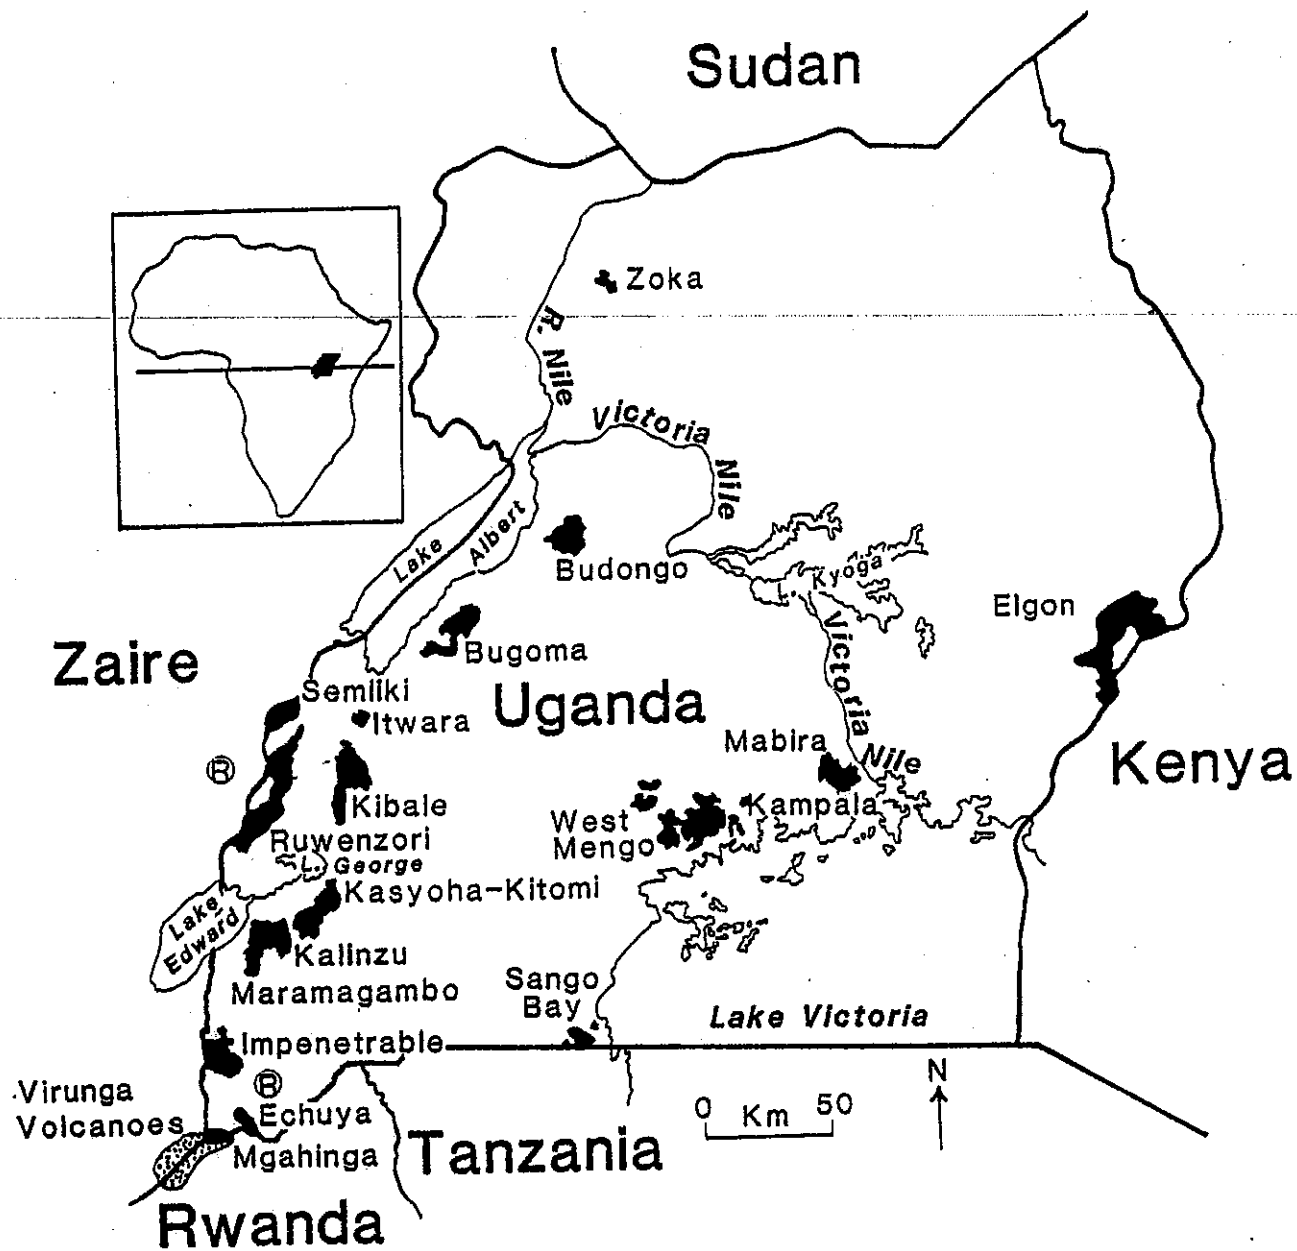 Sudan
Zoka
R. Nile
Victoria
Nile
Lake
Albert
Budongo
L. Kyoga
Elgon
Zaire
Bugoma
Uganda
Semliki
Itwara
Victoria
Nile
Mabira
Kenya
R
Kibale
Kampala
West
Mengo
Ruwenzori
L. George
Kasyoha-Kitomi
Lake
Edward
Kalinzu
Maramagambo
Sango
Bay
Lake Victoria
Impenetrable
N
Virunga
Volcanoes
R
Echuya
0 Km 50
Mgahinga
Tanzania
Rwanda